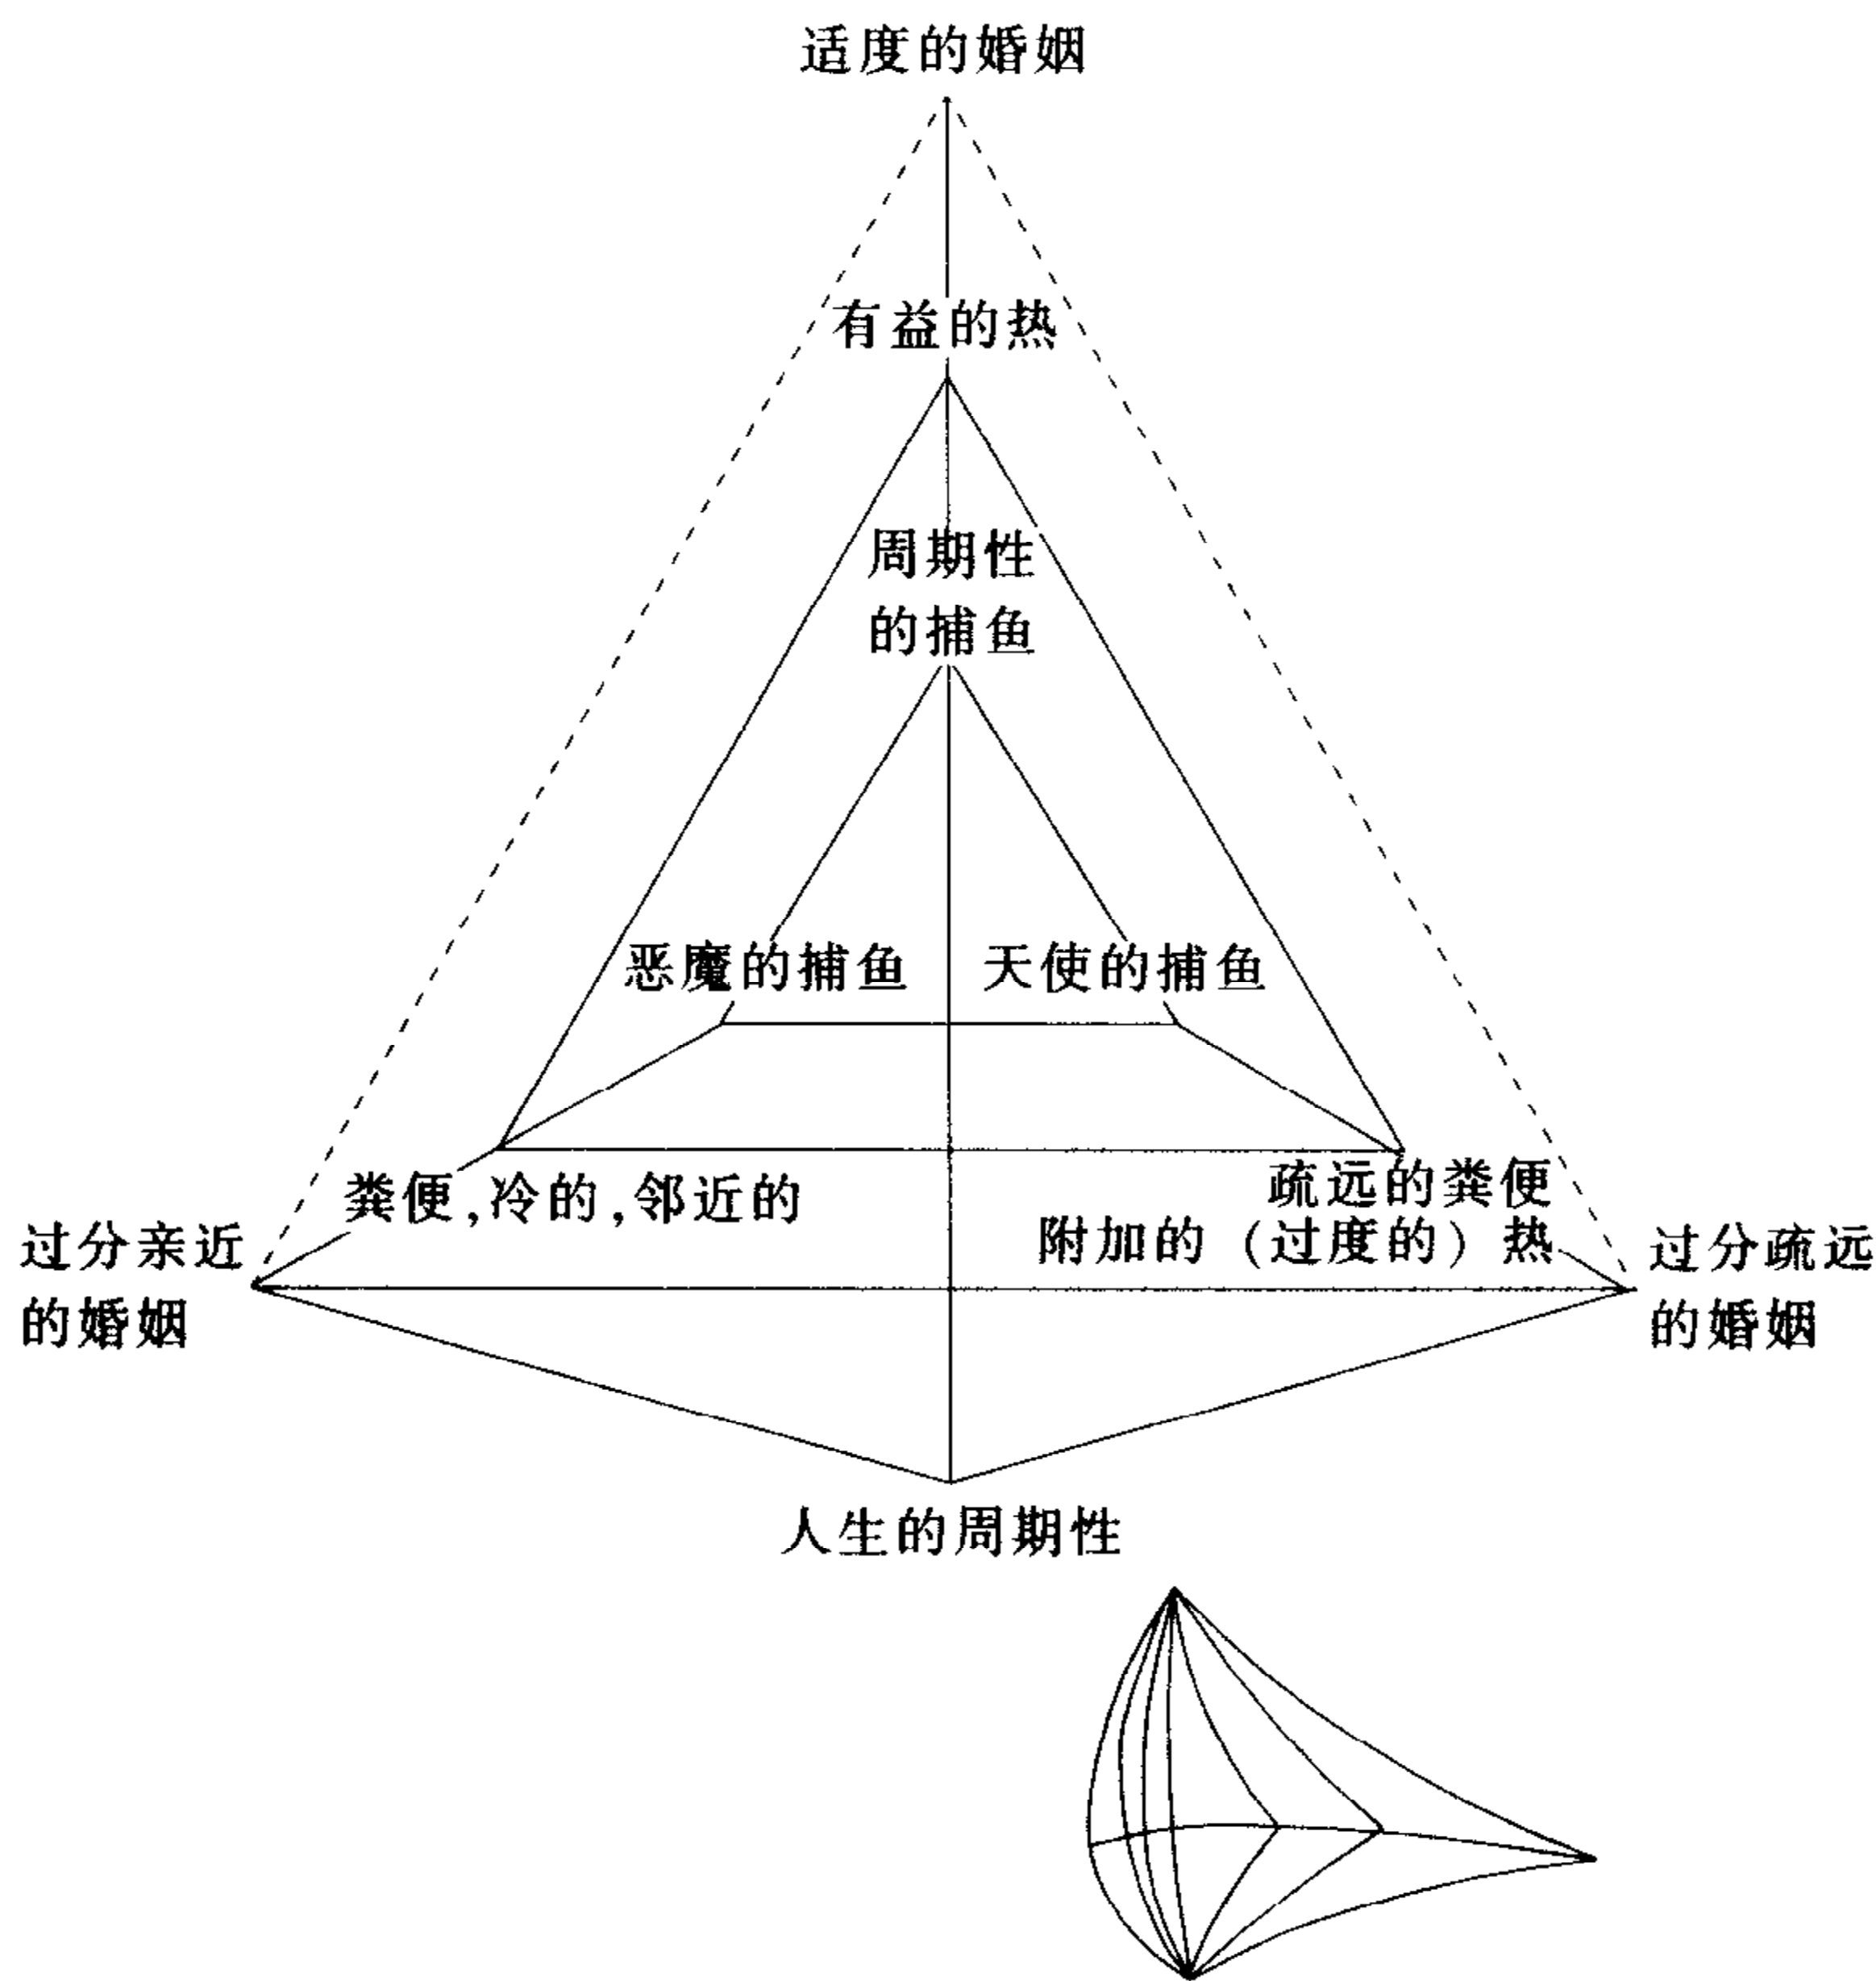 适度的婚姻
有益的热
周期性
的捕鱼
恶魔的捕鱼
天使的捕鱼
粪便,冷的,邻近的
疏远的粪便
附加的（过度的）热
过分亲近
的婚姻
过分疏远
的婚姻
人生的周期性